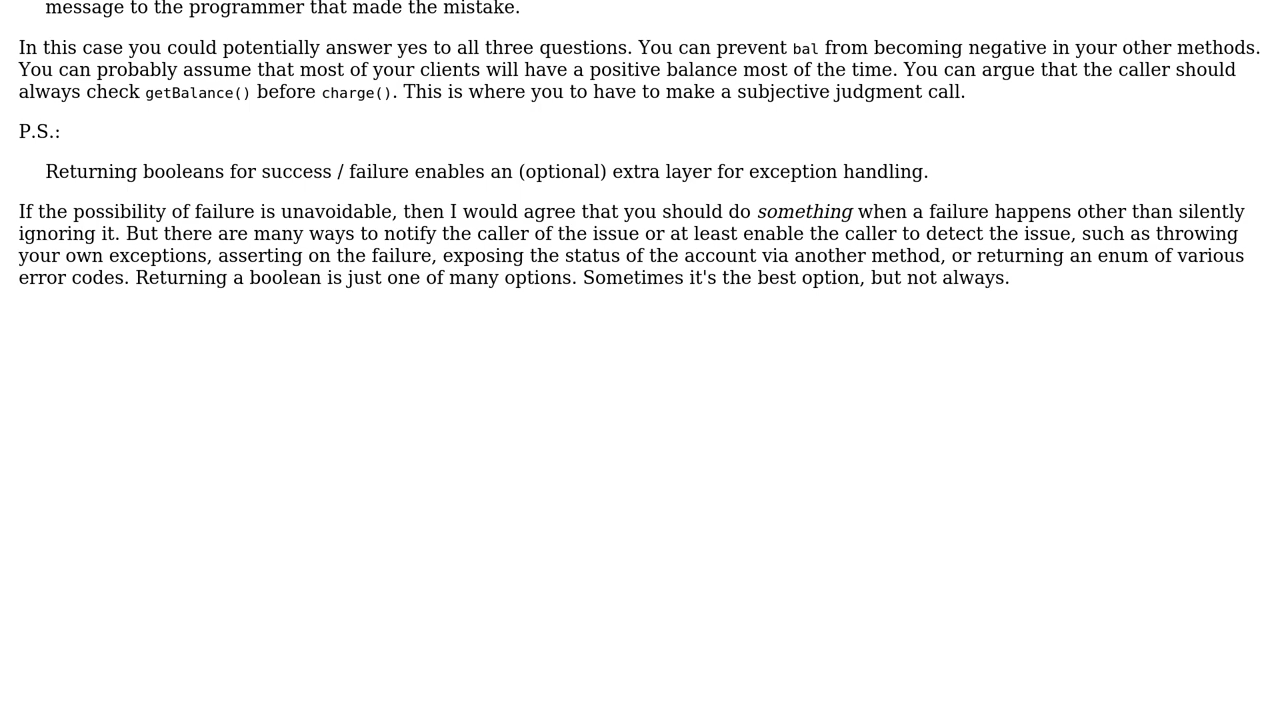 message to the programmer that made the mistake.
In this case you could potentially answer yes to all three questions. You can prevent bal from becoming negative in your other methods.
You can probably assume that most of your clients will have a positive balance most of the time. You can argue that the caller should
always check getBalance() before charge(). This is where you to have to make a subjective judgment call.
P.S.:
Returning booleans for success / failure enables an (optional) extra layer for exception handling.
If the possibility of failure is unavoidable, then I would agree that you should do something when a failure happens other than silently
ignoring it. But there are many ways to notify the caller of the issue or at least enable the caller to detect the issue, such as throwing
your own exceptions, asserting on the failure, exposing the status of the account via another method, or returning an enum of various
error codes. Returning a boolean is just one of many options. Sometimes it's the best option, but not always.